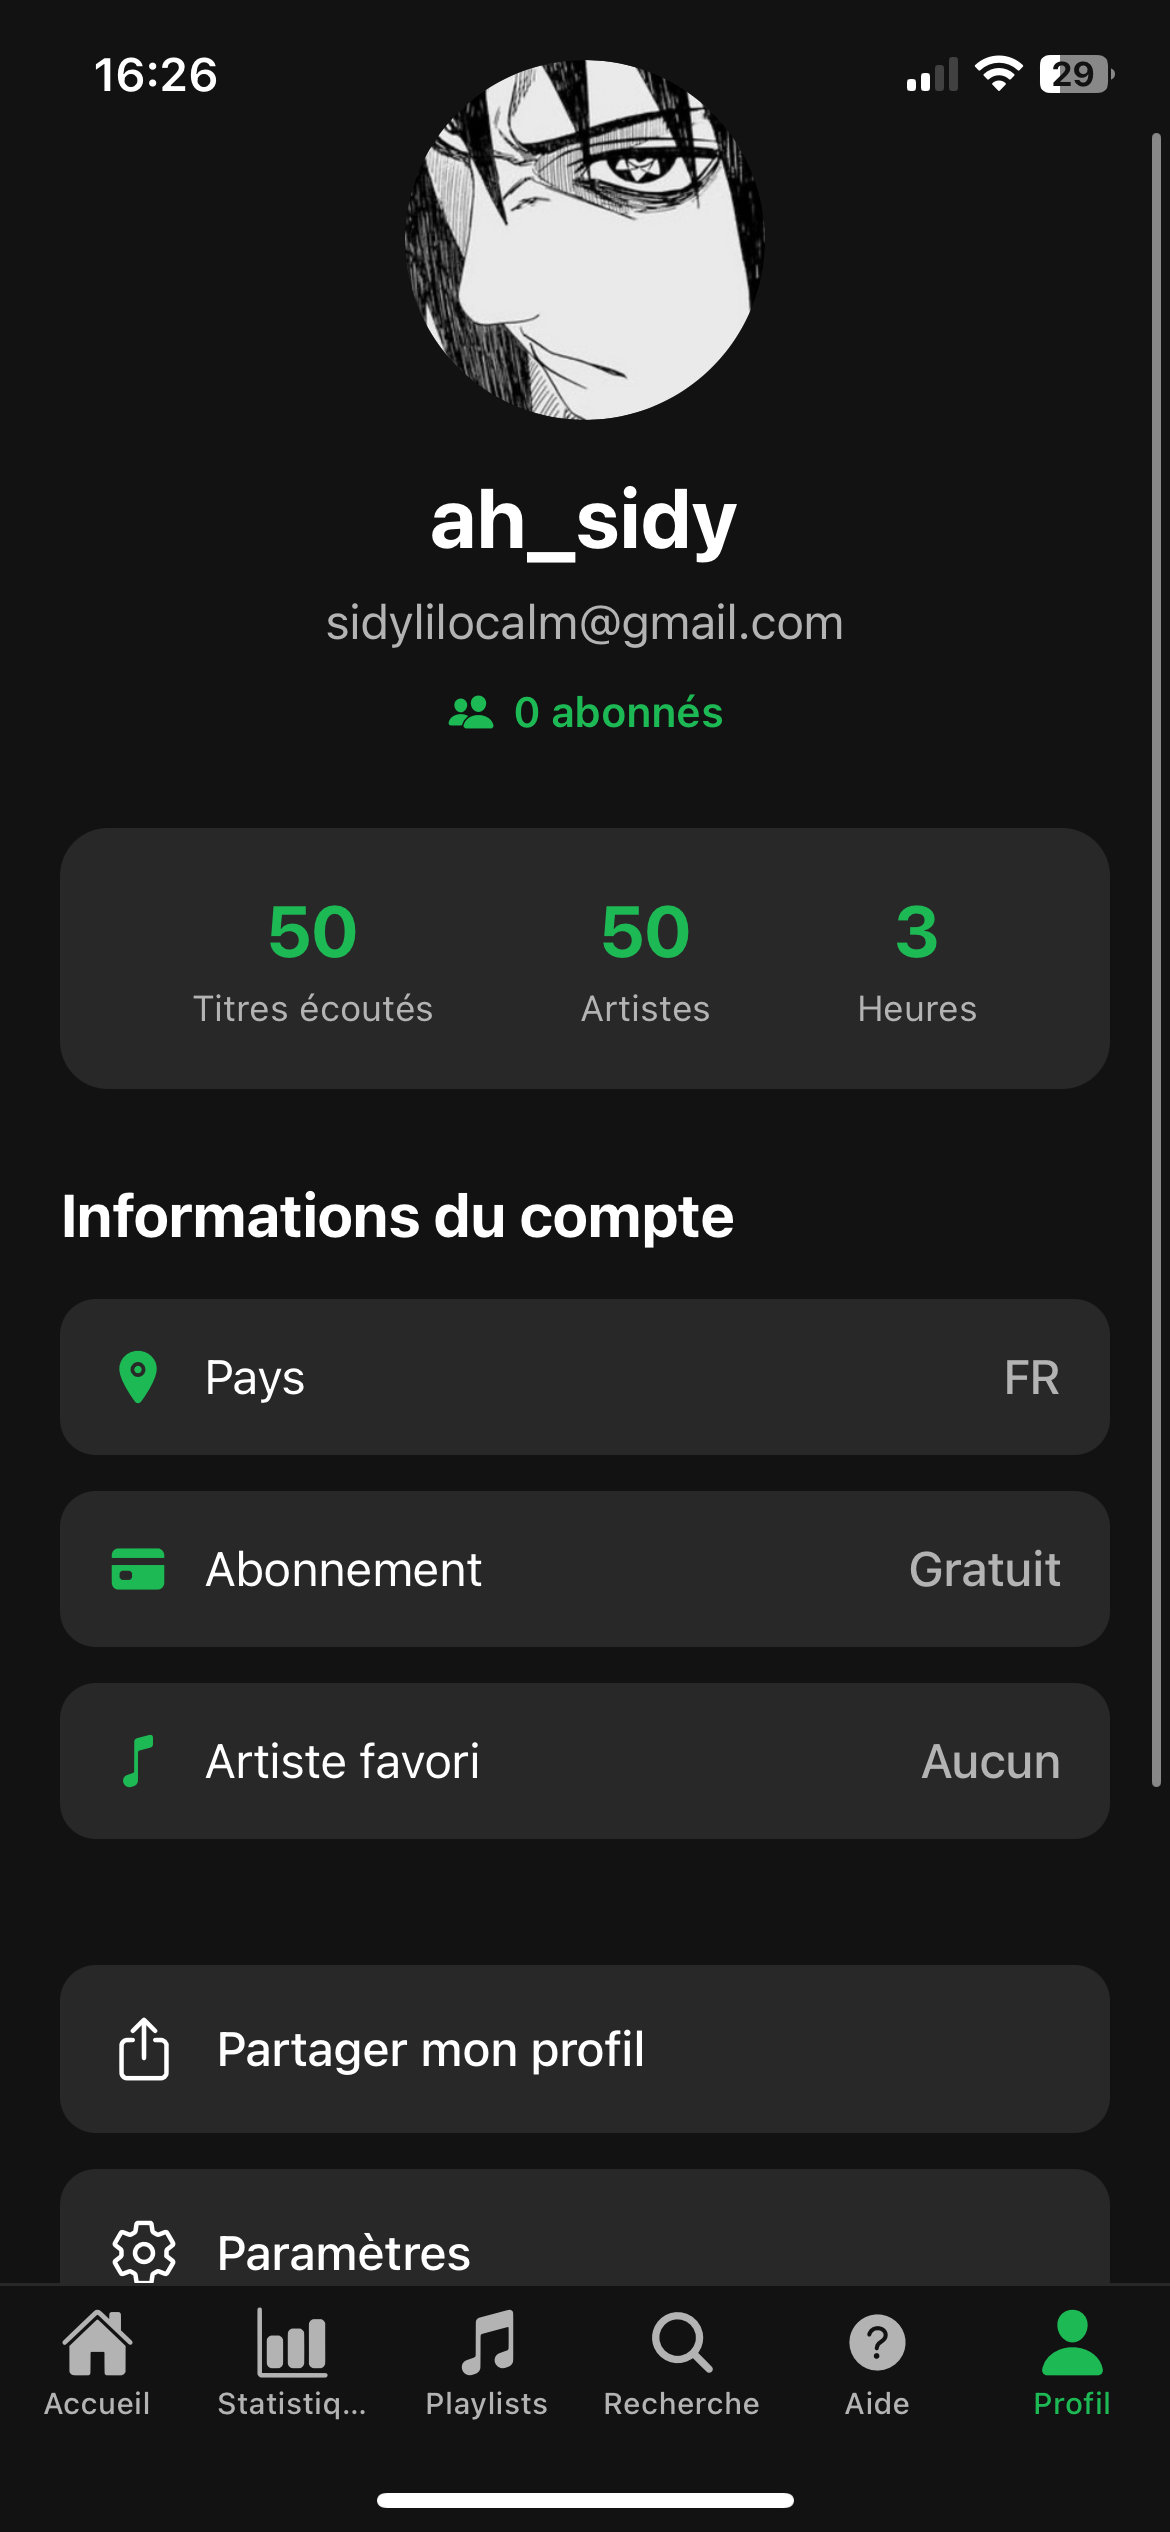 16:26
29
ah_sidy
sidylilocalm@gmail.com
0 abonnés
50 50 3
Titres écoutés Artistes Heures
Informations du compte
Pays FR
Abonnement Gratuit
Artiste favori Aucun
Partager mon profil
Paramètres
Accueil Statistiq... Playlists Recherche Aide Profil